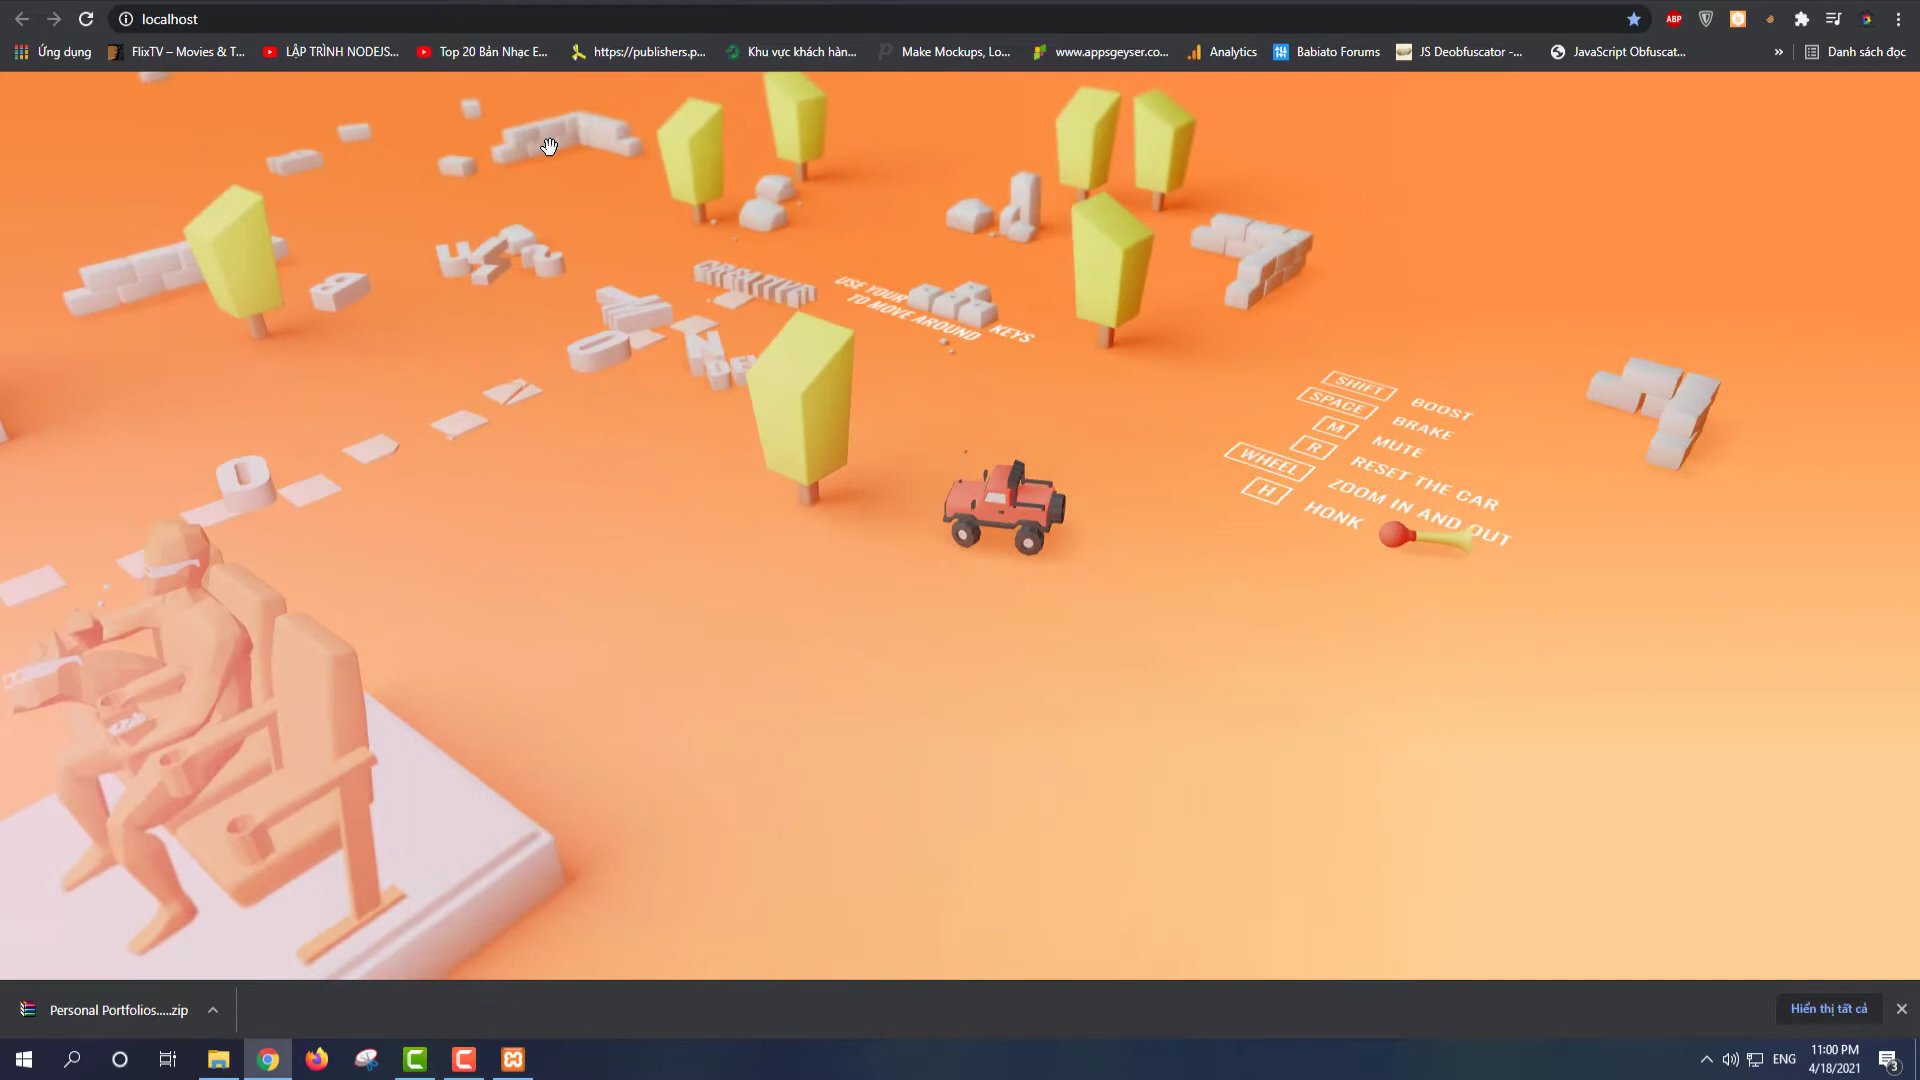 localhost
Ứng dụng
FlixTV – Movies & T...
LẬP TRÌNH NODEJS...
Top 20 Bản Nhạc E...
https://publishers.p...
Khu vực khách hàn...
Make Mockups, Lo...
www.appsgeyser.co...
Analytics
Babiato Forums
JS Deobfuscator -...
JavaScript Obfuscat...
»
Danh sách đọc
ABP
B
CREATIVE
USE YOUR KEYS
TO MOVE AROUND
SHIFT BOOST
SPACE BRAKE
M MUTE
R RESET THE CAR
WHEEL ZOOM IN AND OUT
H HONK
O
N
D
E
O
Personal Portfolios.....zip
Hiển thị tất cả
ENG
11:00 PM
4/18/2021
3